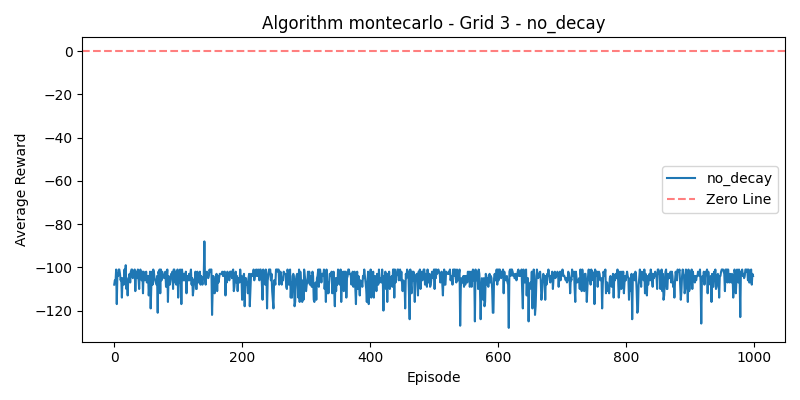 Algorithm montecarlo - Grid 3 - no_decay
Average Reward
0
−20
−40
−60
−80
−100
−120
no_decay
Zero Line
0
200
400
600
800
1000
Episode